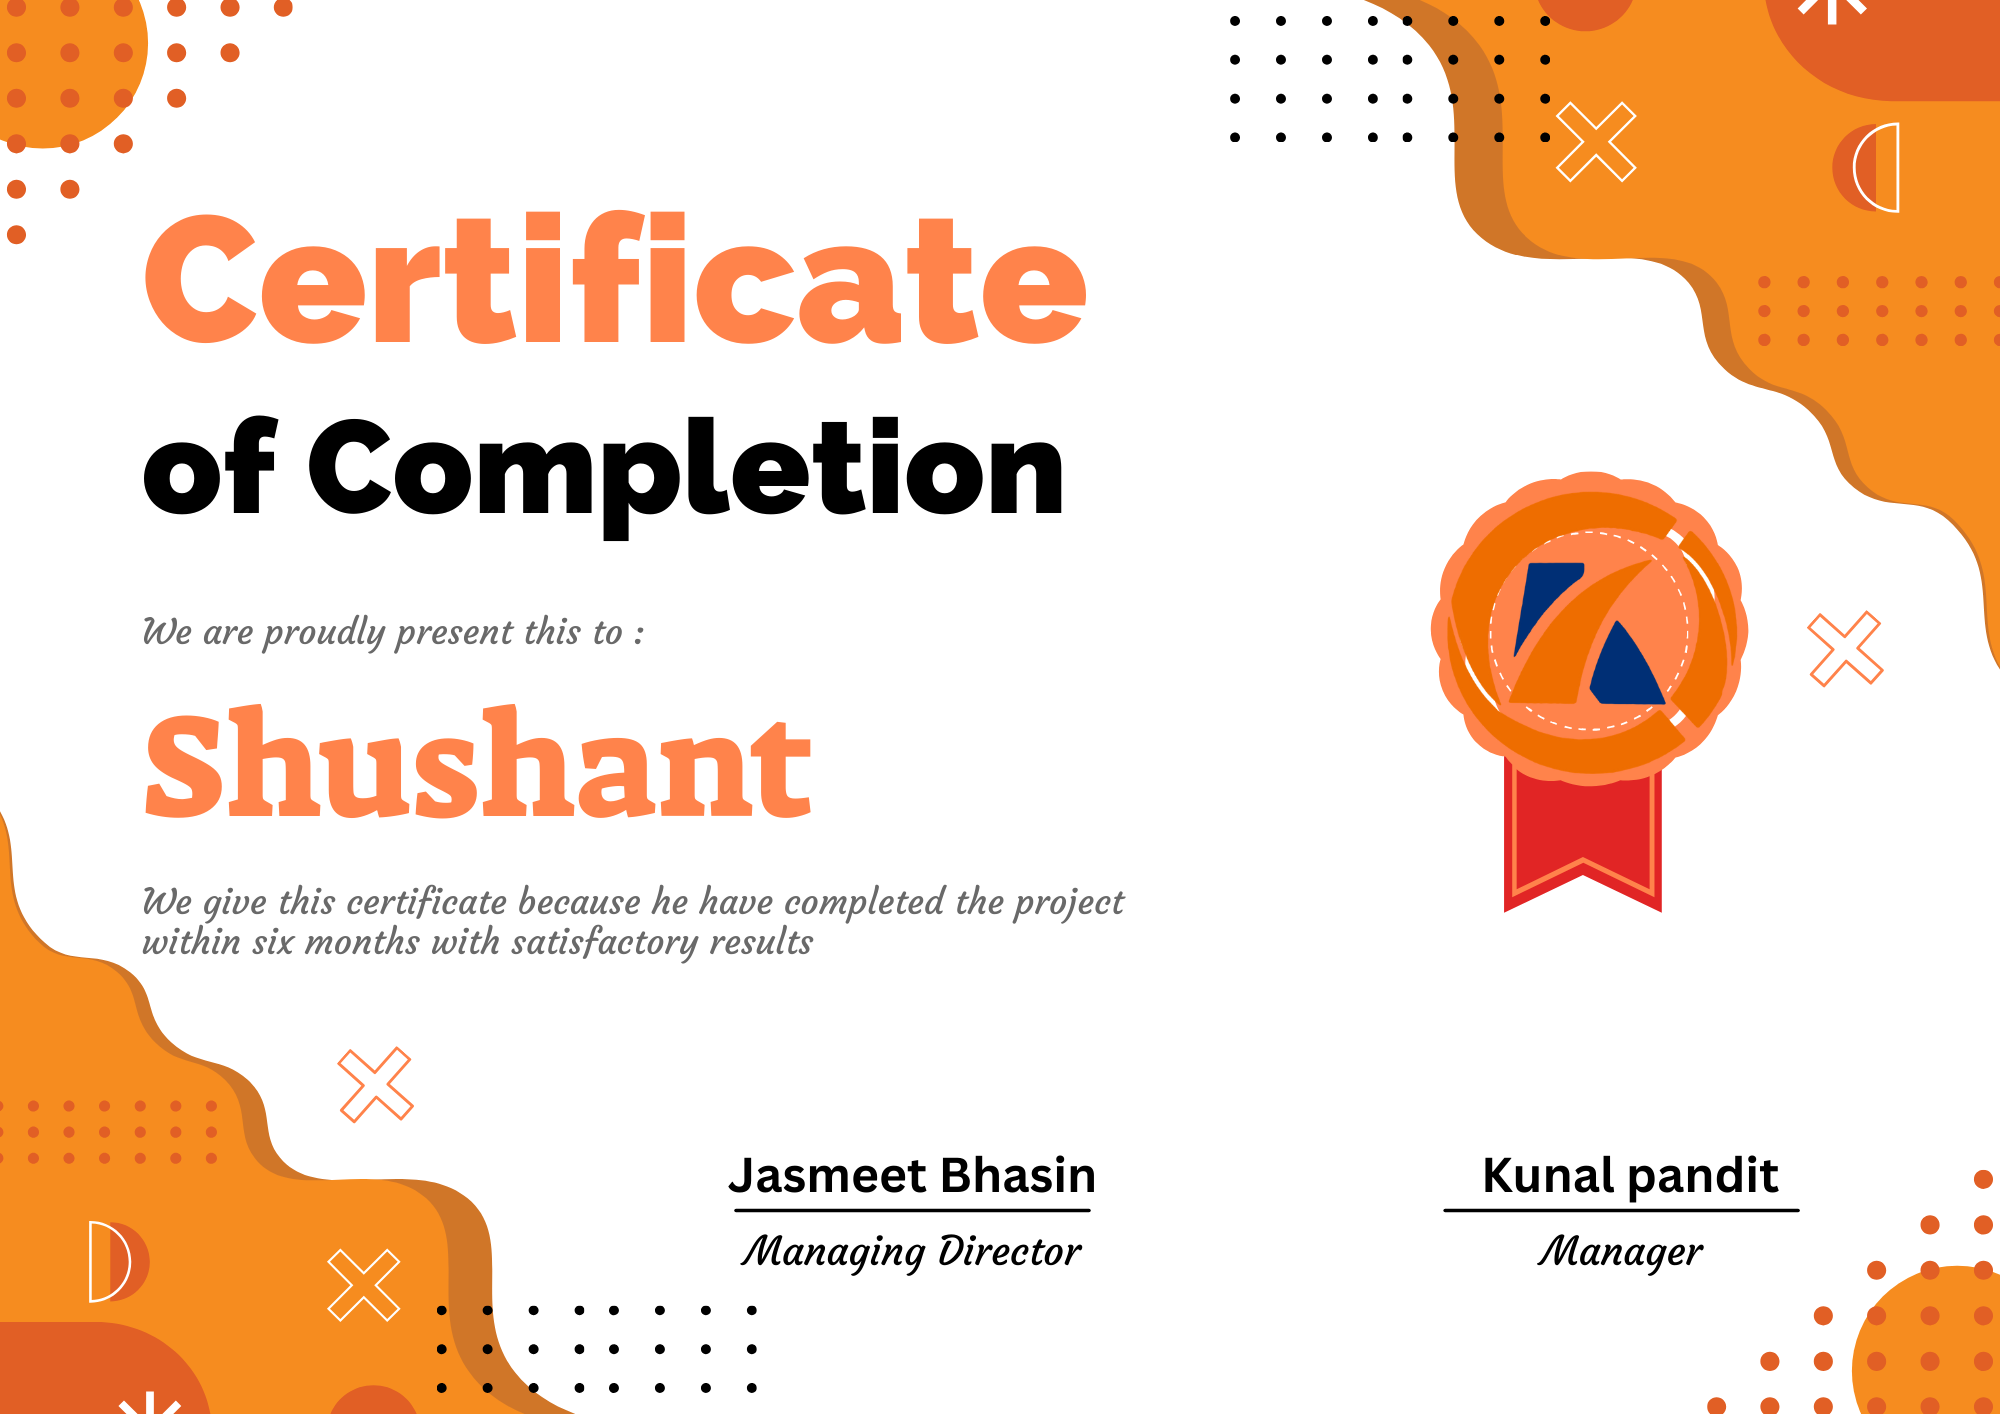 Certificate
of Completion
We are proudly present this to :
Shushant
We give this certificate because he have completed the project
within six months with satisfactory results
Jasmeet Bhasin
Managing Director
Kunal pandit
Manager